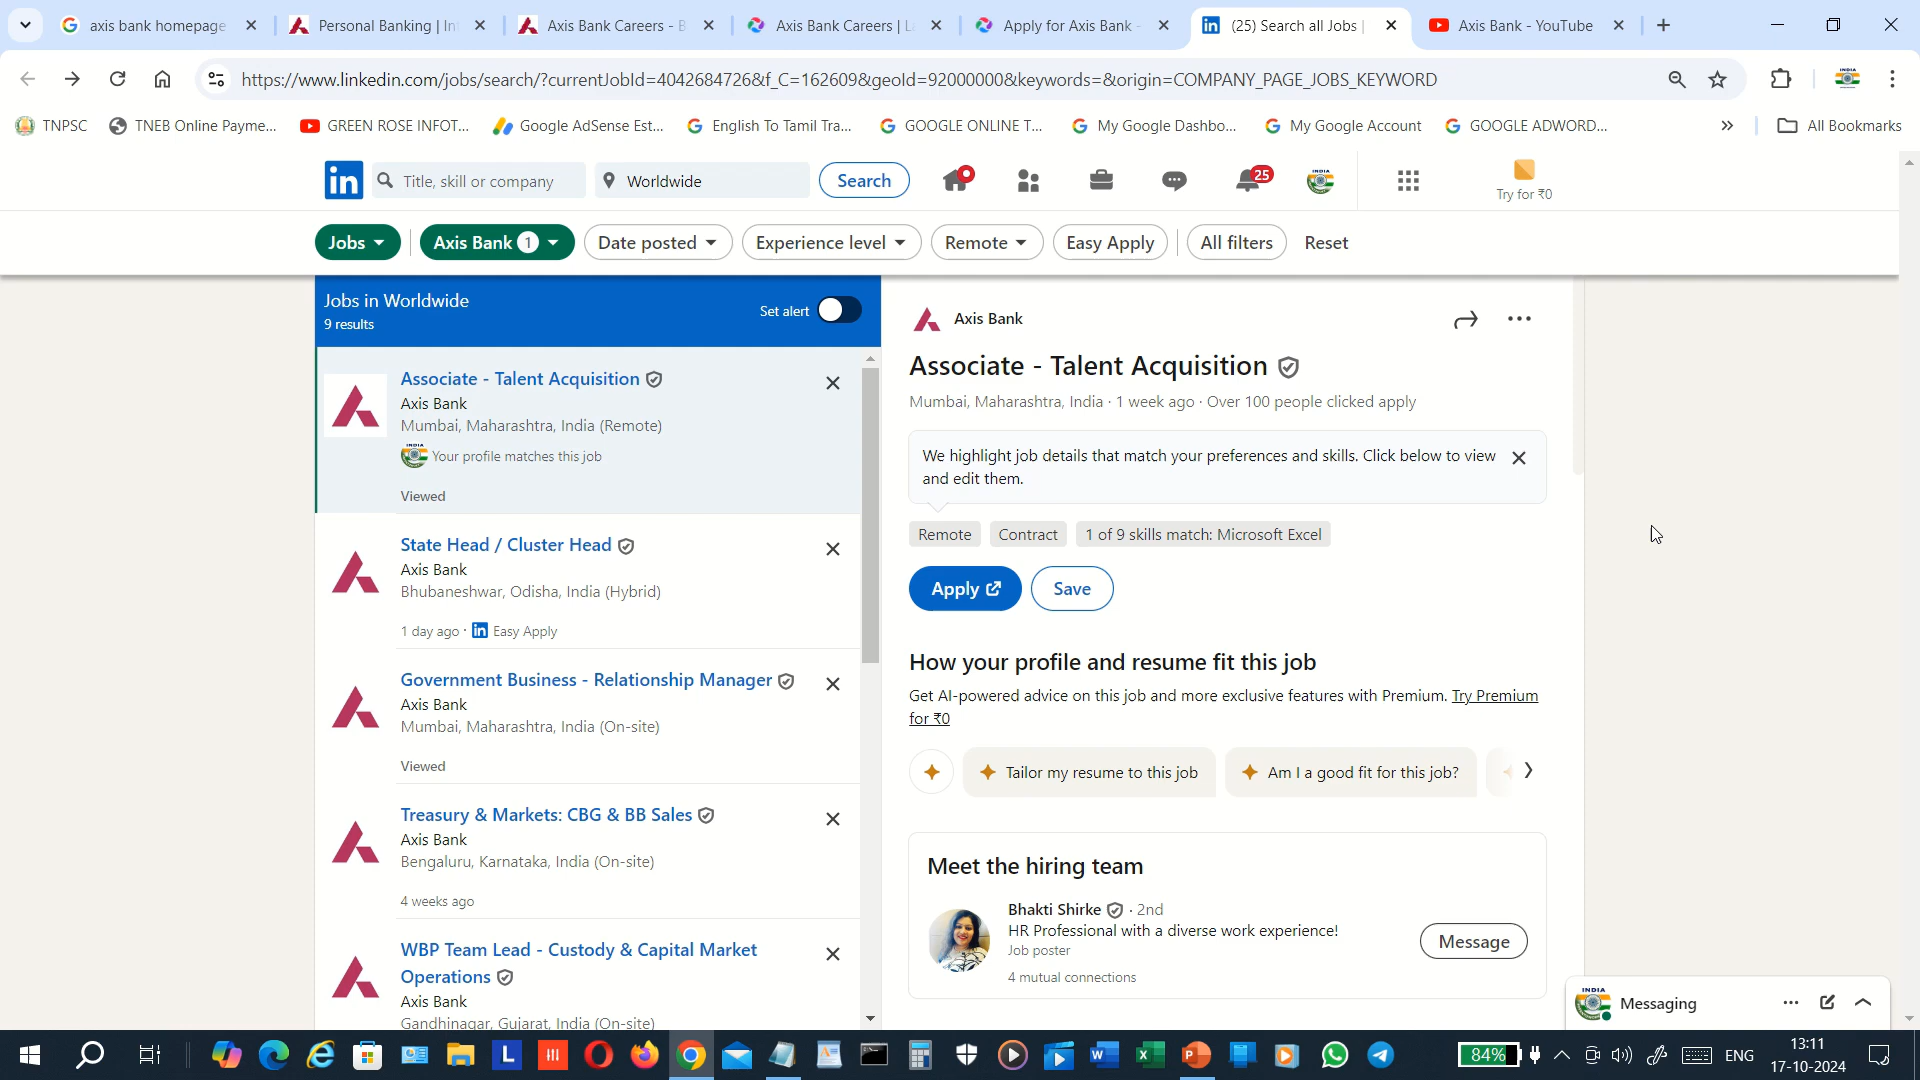 axis bank homepage
Personal Banking | In
Axis Bank Careers - B
Axis Bank Careers | L
Apply for Axis Bank -
(25) Search all Jobs |
Axis Bank - YouTube
https://www.linkedin.com/jobs/search/?currentJobId=4042684726&f_C=162609&geoId=92000000&keywords=&origin=COMPANY_PAGE_JOBS_KEYWORD
TNPSC
TNEB Online Payme...
GREEN ROSE INFOT...
Google AdSense Est...
English To Tamil Tra...
GOOGLE ONLINE T...
My Google Dashbo...
My Google Account
GOOGLE ADWORD...
All Bookmarks
in
Title, skill or company
Worldwide
Search
25
INDIA
Try for ₹0
Jobs
Axis Bank 1
Date posted
Experience level
Remote
Easy Apply
All filters
Reset
Jobs in Worldwide
9 results
Set alert
Associate - Talent Acquisition
Axis Bank
Mumbai, Maharashtra, India (Remote)
Your profile matches this job
Viewed
State Head / Cluster Head
Axis Bank
Bhubaneshwar, Odisha, India (Hybrid)
1 day ago · in Easy Apply
Government Business - Relationship Manager
Axis Bank
Mumbai, Maharashtra, India (On-site)
Viewed
Treasury & Markets: CBG & BB Sales
Axis Bank
Bengaluru, Karnataka, India (On-site)
4 weeks ago
WBP Team Lead - Custody & Capital Market
Operations
Axis Bank
Gandhinagar, Gujarat, India (On-site)
Axis Bank
Associate - Talent Acquisition
Mumbai, Maharashtra, India · 1 week ago · Over 100 people clicked apply
We highlight job details that match your preferences and skills. Click below to view
and edit them.
Remote
Contract
1 of 9 skills match: Microsoft Excel
Apply
Save
How your profile and resume fit this job
Get AI-powered advice on this job and more exclusive features with Premium. Try Premium
for ₹0
Tailor my resume to this job
Am I a good fit for this job?
Meet the hiring team
Bhakti Shirke · 2nd
HR Professional with a diverse work experience!
Job poster
4 mutual connections
Message
INDIA
Messaging
84%
ENG
13:11
17-10-2024